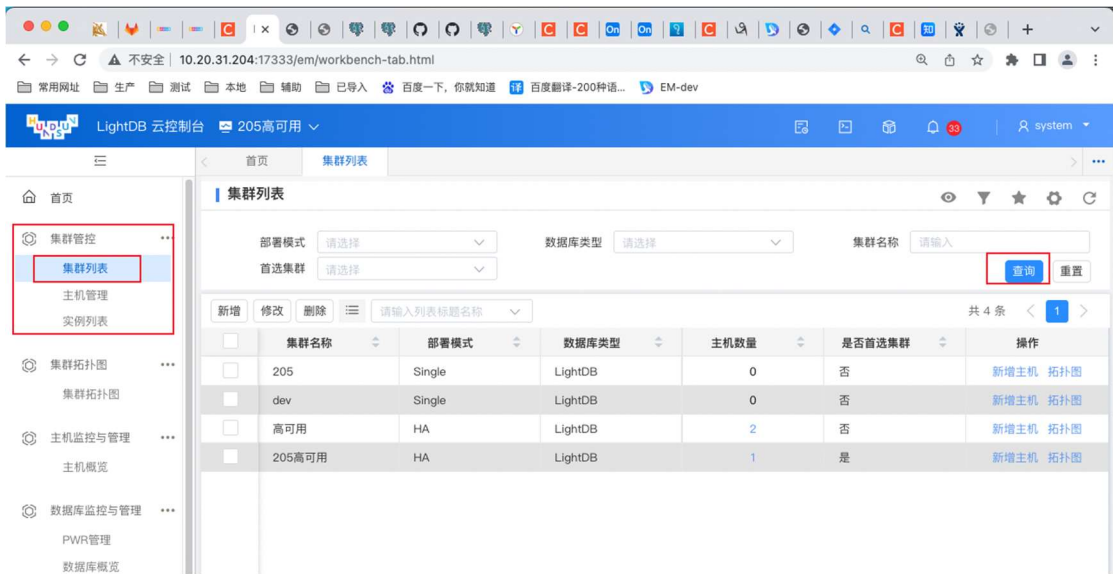 不安全 10.20.31.204:17333/em/workbench-tab.html
常用网址 生产 测试 本地 辅助 已导入 百度一下，你就知道 百度翻译-200种语... EM-dev
HUNDSUN LightDB 云控制台 205高可用 33 system
首页 集群列表
首页
集群管控
集群列表
主机管理
实例列表
集群拓扑图
集群拓扑图
主机监控与管理
主机概览
数据库监控与管理
PWR管理
数据库概览
集群列表
部署模式 请选择 数据库类型 请选择 集群名称 请输入
首选集群 请选择 查询 重置
新增 修改 删除 请输入列表标题名称 共 4 条 1
集群名称 部署模式 数据库类型 主机数量 是否首选集群 操作
205 Single LightDB 0 否 新增主机 拓扑图
dev Single LightDB 0 否 新增主机 拓扑图
高可用 HA LightDB 2 否 新增主机 拓扑图
205高可用 HA LightDB 1 是 新增主机 拓扑图